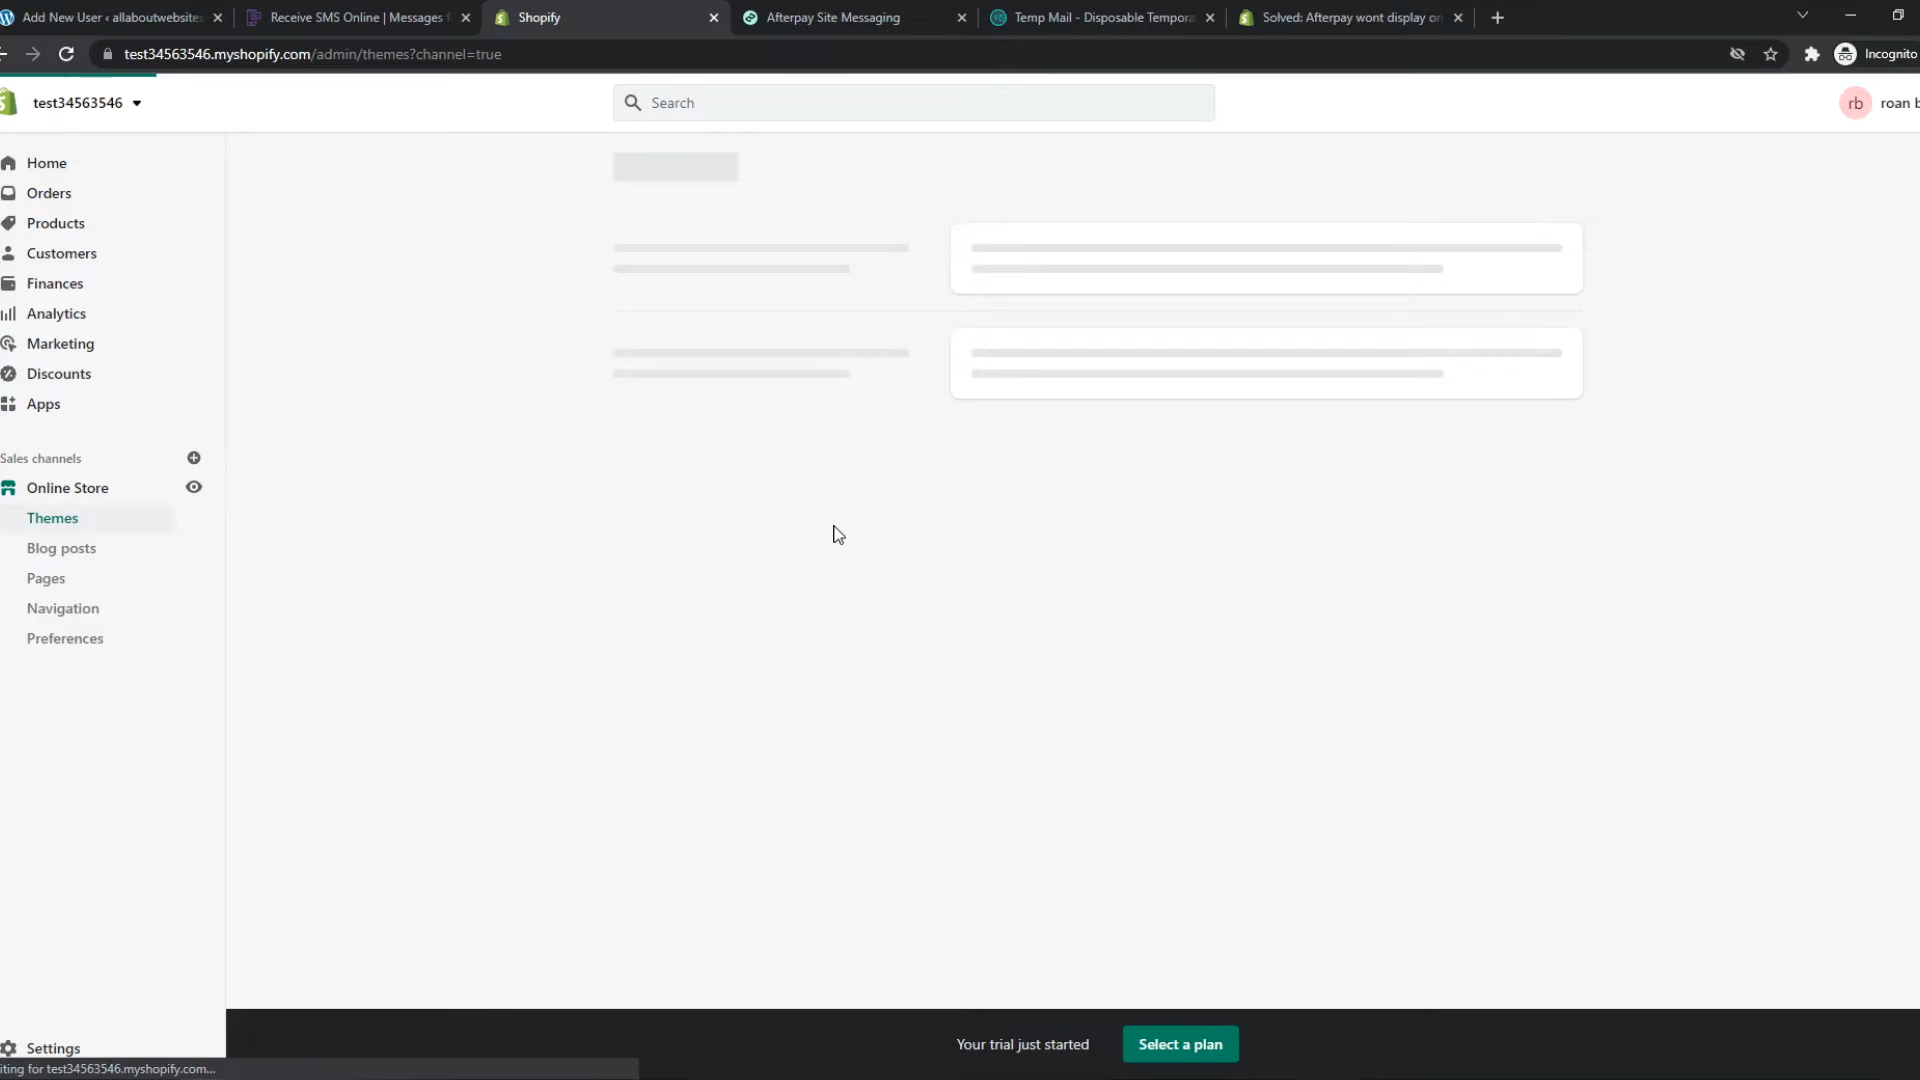 Add New User ‹ allaboutwebsites
Receive SMS Online | Messages
Shopify
Afterpay Site Messaging
Temp Mail - Disposable Tempora
Solved: Afterpay wont display on
test34563546.myshopify.com/admin/themes?channel=true
Incognito
test34563546
Search
rb
roan b
Home
Orders
Products
Customers
Finances
Analytics
Marketing
Discounts
Apps
Sales channels
Online Store
Themes
Blog posts
Pages
Navigation
Preferences
Your trial just started
Select a plan
Settings
iting for test34563546.myshopify.com...